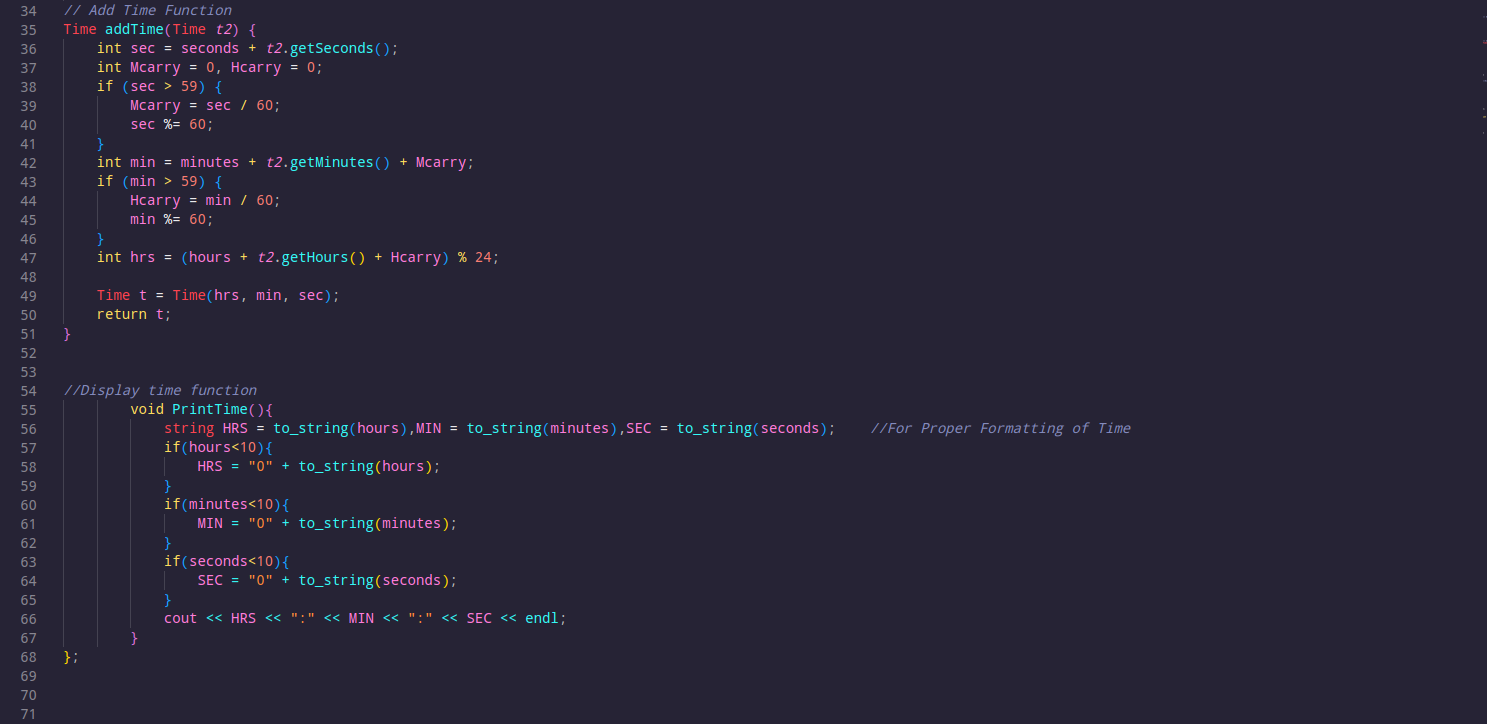 34 // Add Time Function
35 Time addTime(Time t2) {
36     int sec = seconds + t2.getSeconds();
37     int Mcarry = 0, Hcarry = 0;
38     if (sec > 59) {
39         Mcarry = sec / 60;
40         sec %= 60;
41     }
42     int min = minutes + t2.getMinutes() + Mcarry;
43     if (min > 59) {
44         Hcarry = min / 60;
45         min %= 60;
46     }
47     int hrs = (hours + t2.getHours() + Hcarry) % 24;
48
49     Time t = Time(hrs, min, sec);
50     return t;
51 }
52
53
54 //Display time function
55         void PrintTime(){
56             string HRS = to_string(hours),MIN = to_string(minutes),SEC = to_string(seconds);    //For Proper Formatting of Time
57             if(hours<10){
58                 HRS = "0" + to_string(hours);
59             }
60             if(minutes<10){
61                 MIN = "0" + to_string(minutes);
62             }
63             if(seconds<10){
64                 SEC = "0" + to_string(seconds);
65             }
66             cout << HRS << ":" << MIN << ":" << SEC << endl;
67         }
68 };
69
70
71